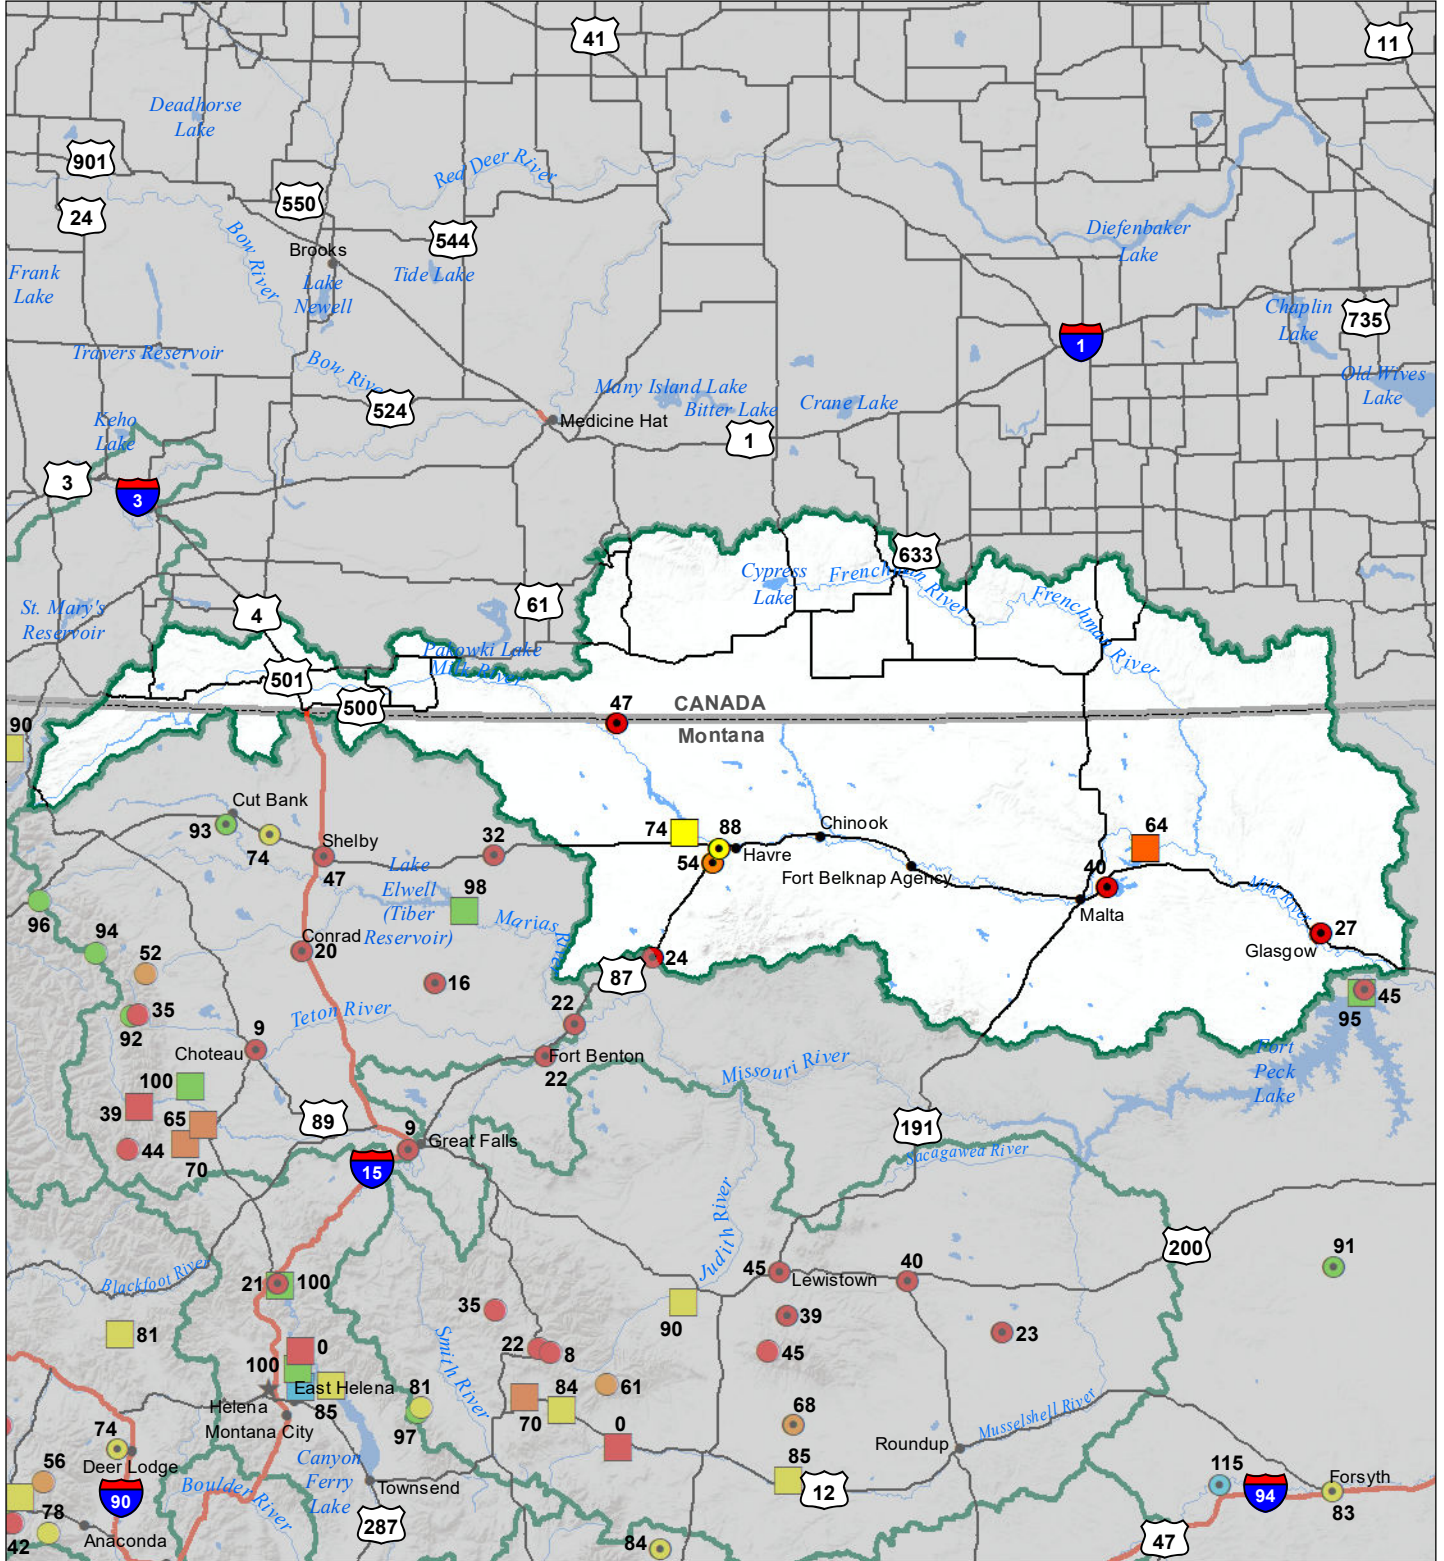 41
11
Deadhorse
Lake
901
Red Deer River
550
24
544
Bow River
Brooks
Diefenbaker
Lake
Frank
Lake
Tide Lake
Lake
Newell
Chaplin
Lake
735
1
Travers Reservoir
Bow River
Many Island Lake
Old Wives
Lake
524
Bitter Lake
Crane Lake
Keho
Lake
Medicine Hat
1
3
3
633
Cypress
Lake
Frenchman River
Frenchman River
St. Mary's
Reservoir
4
61
Pakowki Lake
Milk River
501
500
47
CANADA
Montana
90
Cut Bank
93
74
Shelby
47
32
74
88
Havre
54
Chinook
Fort Belknap Agency
64
40
Malta
Milk River
27
Glasgow
Lake
Elwell
(Tiber
Reservoir)
98
Marias River
96
94
52
Conrad
20
16
24
87
45
95
35
92
Teton River
22
9
Choteau
Fort Benton
22
Missouri River
Fort
Peck
Lake
100
39
65
89
44
70
9
Great Falls
15
191
Sacagawea River
Judith River
200
91
Blackfoot River
21
100
45
Lewistown
40
35
90
39
23
81
0
100
East Helena
85
Smith River
22
8
45
Helena
Montana City
81
97
61
84
70
0
68
Musselshell River
74
Deer Lodge
Canyon
Ferry
Lake
Roundup
56
90
Boulder River
Townsend
85
12
115
94
Forsyth
83
78
42
Anaconda
287
84
47